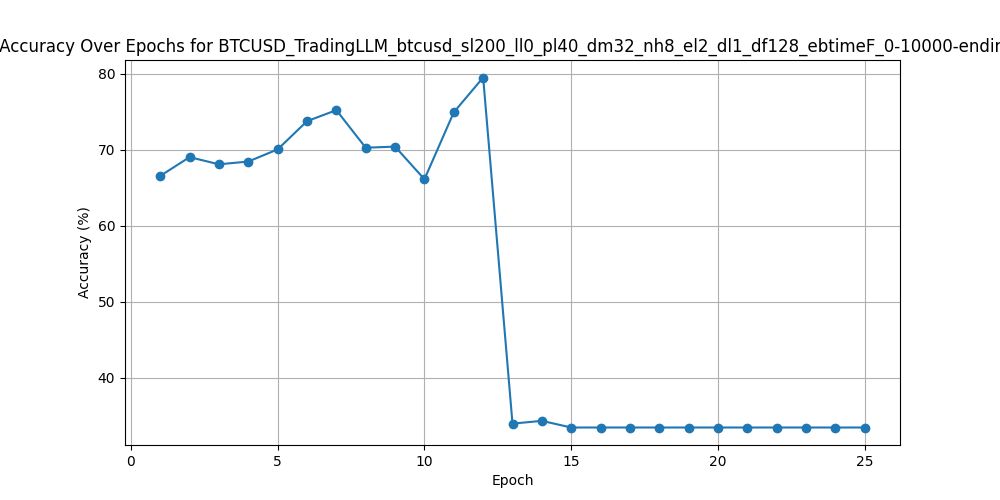 Accuracy Over Epochs for BTCUSD_TradingLLM_btcusd_sl200_ll0_pl40_dm32_nh8_el2_dl1_df128_ebtimeF_0-10000-endin
80
70
60
50
40
Accuracy (%)
0 5 10 15 20 25
Epoch